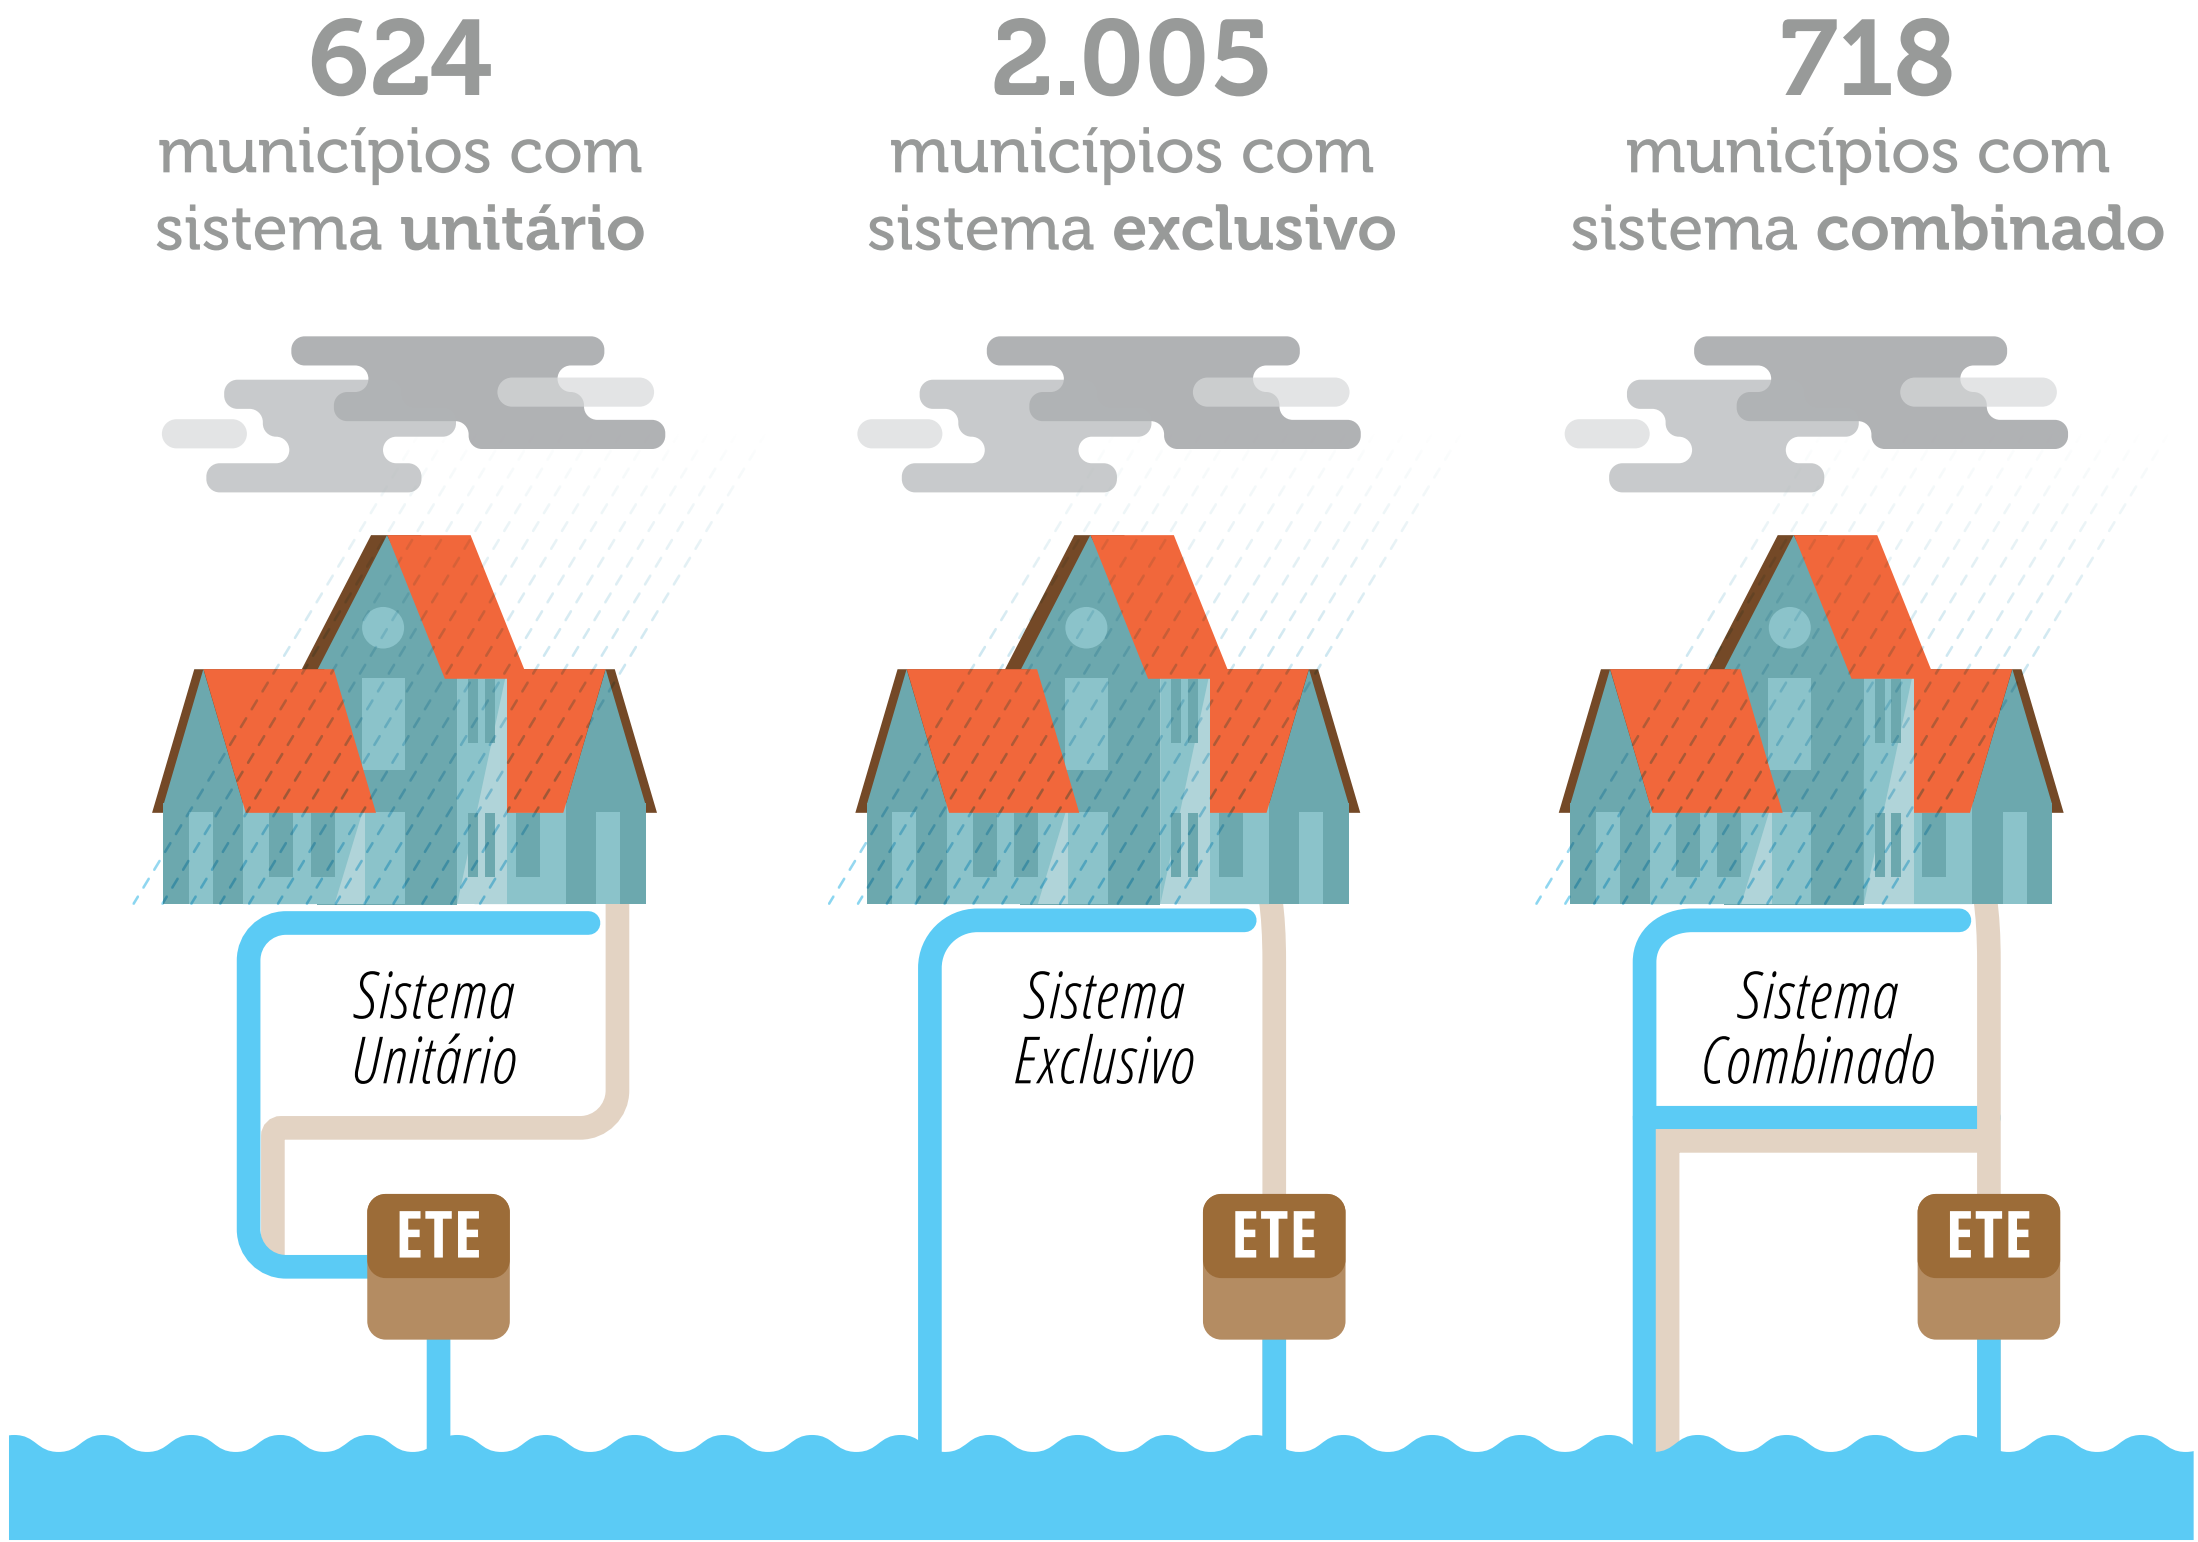 624
municípios com
sistema unitário
2.005
municípios com
sistema exclusivo
718
municípios com
sistema combinado
Sistema
Unitário
Sistema
Exclusivo
Sistema
Combinado
ETE
ETE
ETE